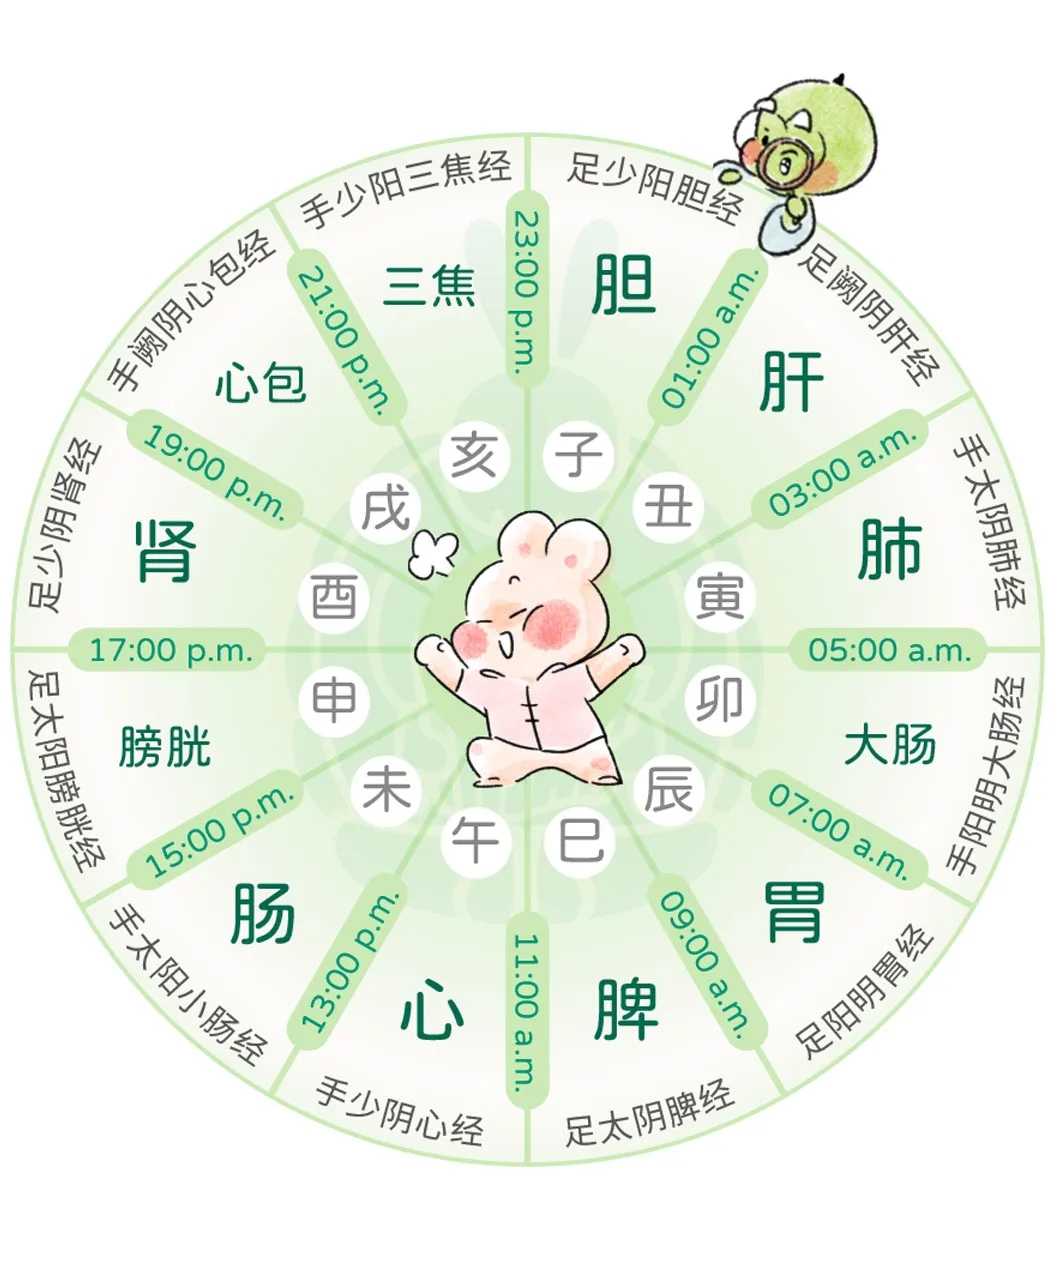 足少阳胆经
胆
子
23:00 p.m.
01:00 a.m.
足阙阴肝经
肝
丑
03:00 a.m.
手太阴肺经
肺
寅
05:00 a.m.
手阳明大肠经
大肠
卯
07:00 a.m.
足阳明胃经
胃
辰
09:00 a.m.
足太阴脾经
脾
巳
11:00 a.m.
手少阴心经
心
午
13:00 p.m.
手太阳小肠经
肠
未
15:00 p.m.
足太阳膀胱经
膀胱
申
17:00 p.m.
足少阴肾经
肾
酉
19:00 p.m.
手阙阴心包经
心包
戌
21:00 p.m.
手少阳三焦经
三焦
亥